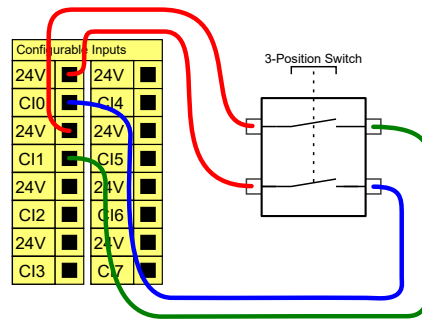 Configurable Inputs
3-Position Switch
24V 24V
CI0 CI4
24V 24V
CI1 CI5
24V 24V
CI2 CI6
24V 24V
CI3 CI7